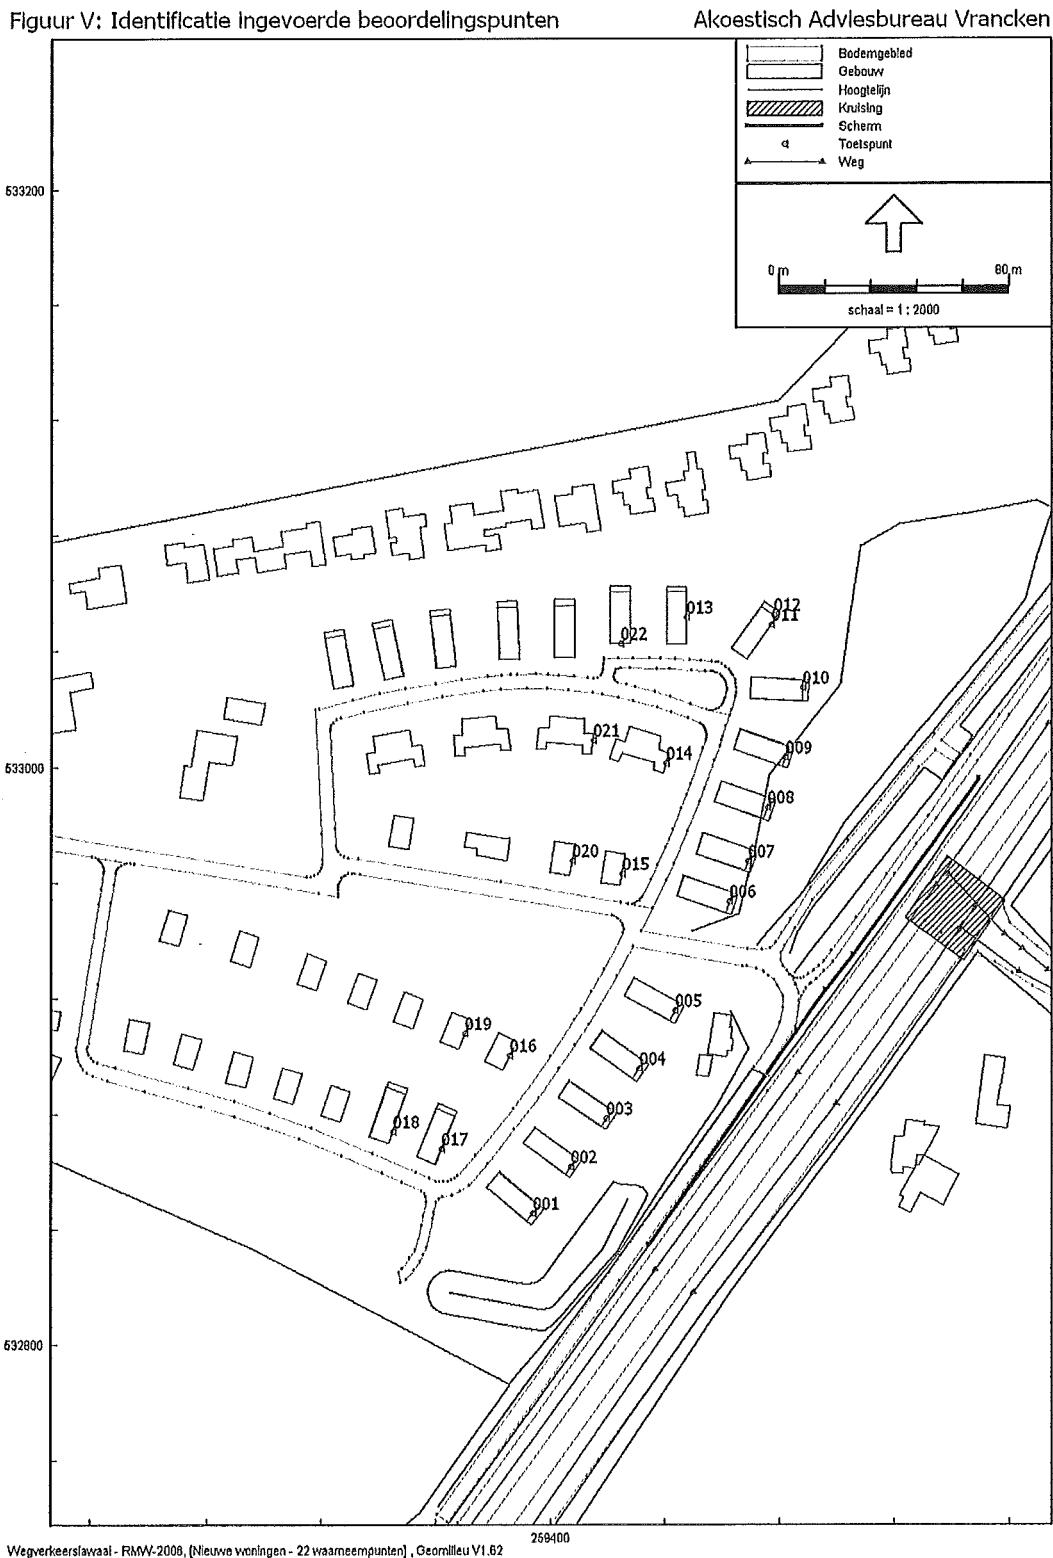 Figuur V: Identificatie ingevoerde beoordelingspunten
Akoestisch Adviesbureau Vrancken
Bodemgebied
Gebouw
Hoogtelijn
Kruising
Scherm
Toetspunt
Weg
0 m 80 m
schaal = 1 : 2000
533200
012
013
011
022
010
021
009
014
533000
008
020
007
015
006
005
019
016
004
003
018
017
002
001
532800
259400
Wegverkeerslawaai - RMW-2006, [Nieuwe woningen - 22 waarneempunten] , Geomilieu V1.62